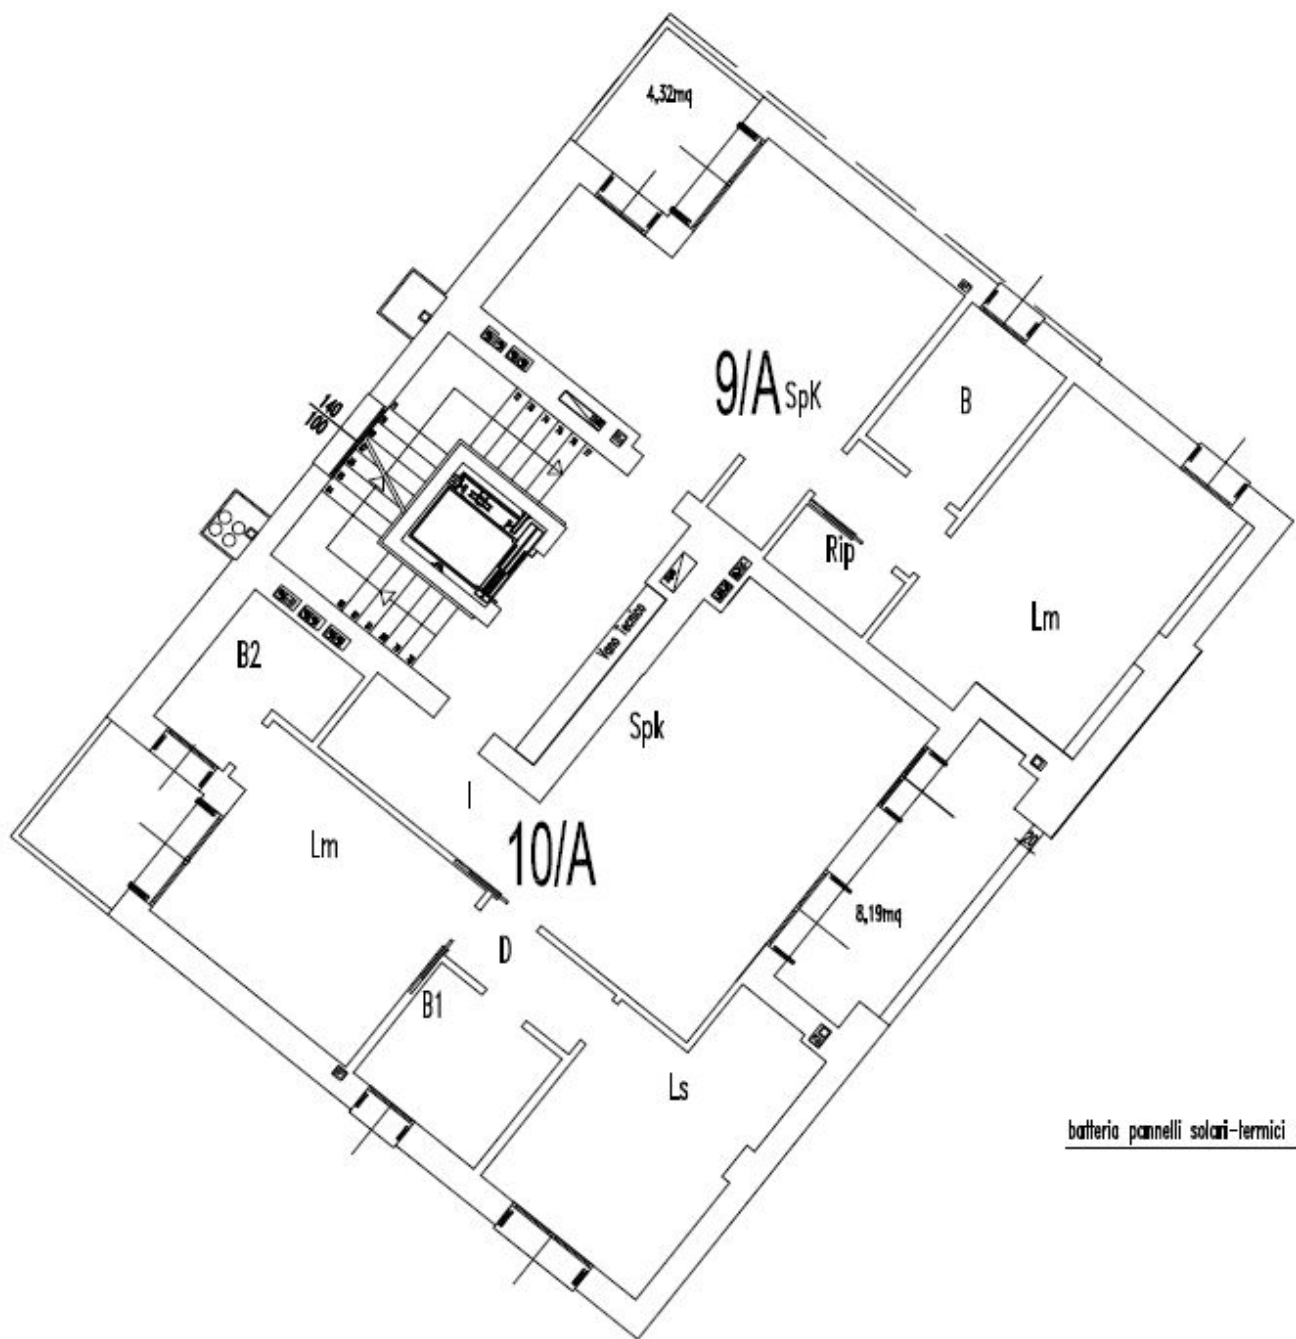 4,32mq
9/A SpK
B
140
100
Rip
Lm
Vano Tecnico
B2
Spk
I
Lm
10/A
8,19mq
D
B1
Ls
batteria pannelli solari-termici